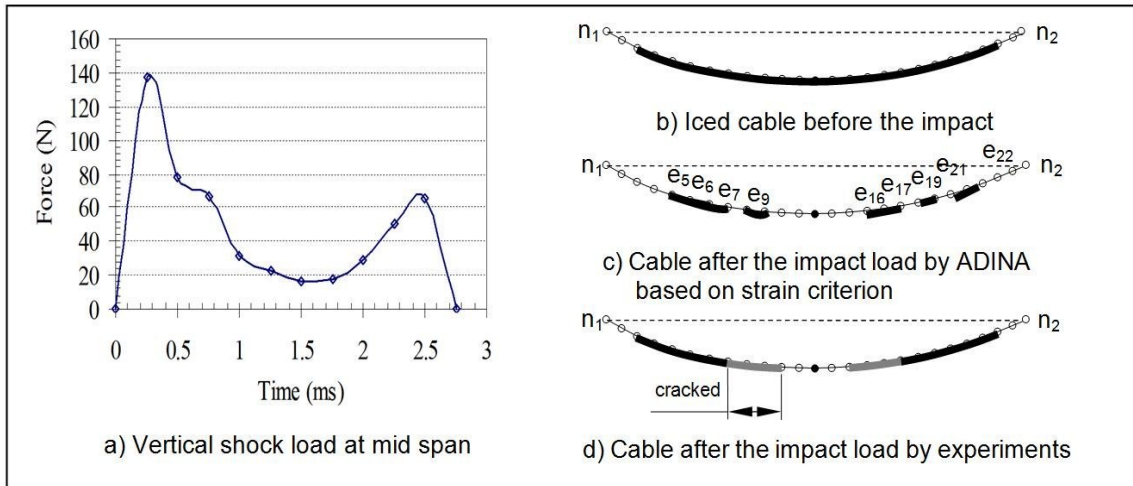 Force (N)
160
140
120
100
80
60
40
20
0
0 0.5 1 1.5 2 2.5 3
Time (ms)
a) Vertical shock load at mid span
n1 n2
b) Iced cable before the impact
n1 n2
e5 e6 e7 e9 e16 e17 e19 e21 e22
c) Cable after the impact load by ADINA
based on strain criterion
n1 n2
cracked
d) Cable after the impact load by experiments